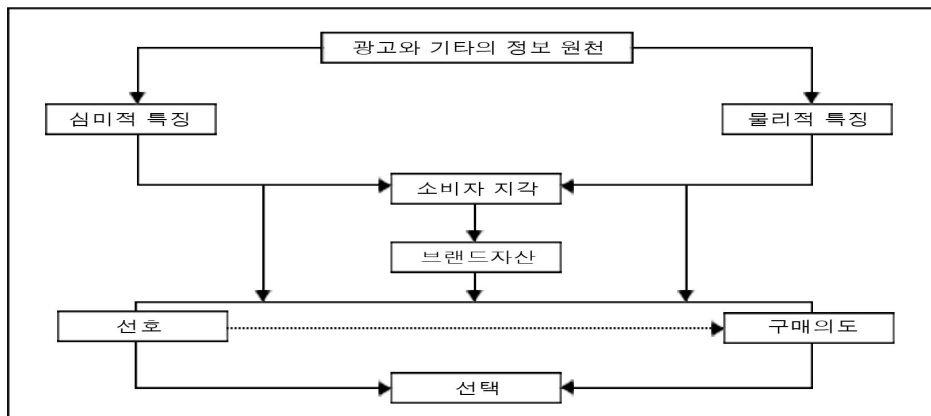 광고와 기타의 정보 원천
심미적 특징
물리적 특징
소비자 지각
브랜드자산
선호
구매의도
선택